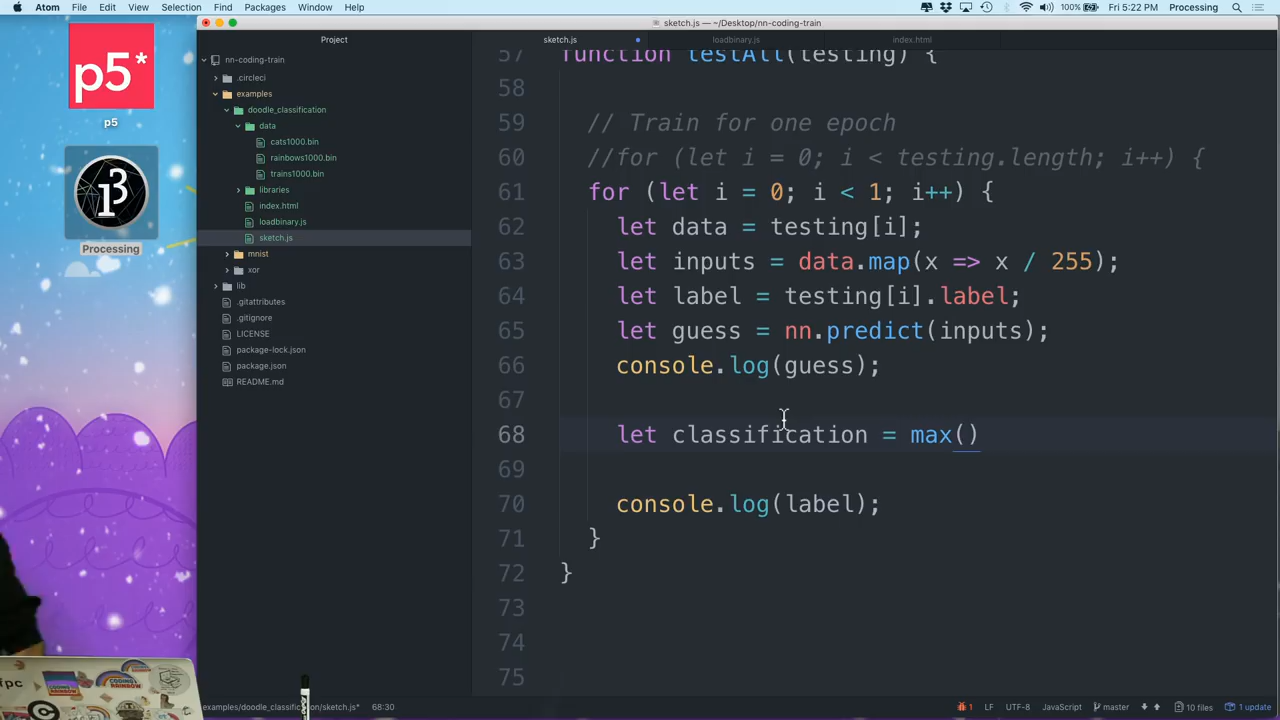 Atom File Edit View Selection Find Packages Window Help
100% Fri 5:22 PM Processing
sketch.js — ~/Desktop/nn-coding-train
Project
sketch.js
loadbinary.js
index.html
p5*
p5
Processing
nn-coding-train
.circleci
examples
doodle_classification
data
cats1000.bin
rainbows1000.bin
trains1000.bin
libraries
index.html
loadbinary.js
sketch.js
mnist
xor
lib
.gitattributes
.gitignore
LICENSE
package-lock.json
package.json
README.md
57 function testAll(testing) {
58
59 // Train for one epoch
60 //for (let i = 0; i < testing.length; i++) {
61 for (let i = 0; i < 1; i++) {
62 let data = testing[i];
63 let inputs = data.map(x => x / 255);
64 let label = testing[i].label;
65 let guess = nn.predict(inputs);
66 console.log(guess);
67
68 let classification = max()
69
70 console.log(label);
71 }
72 }
73
74
75
fpc
examples/doodle_classification/sketch.js* 68:30
1 LF UTF-8 JavaScript master 10 files 1 update